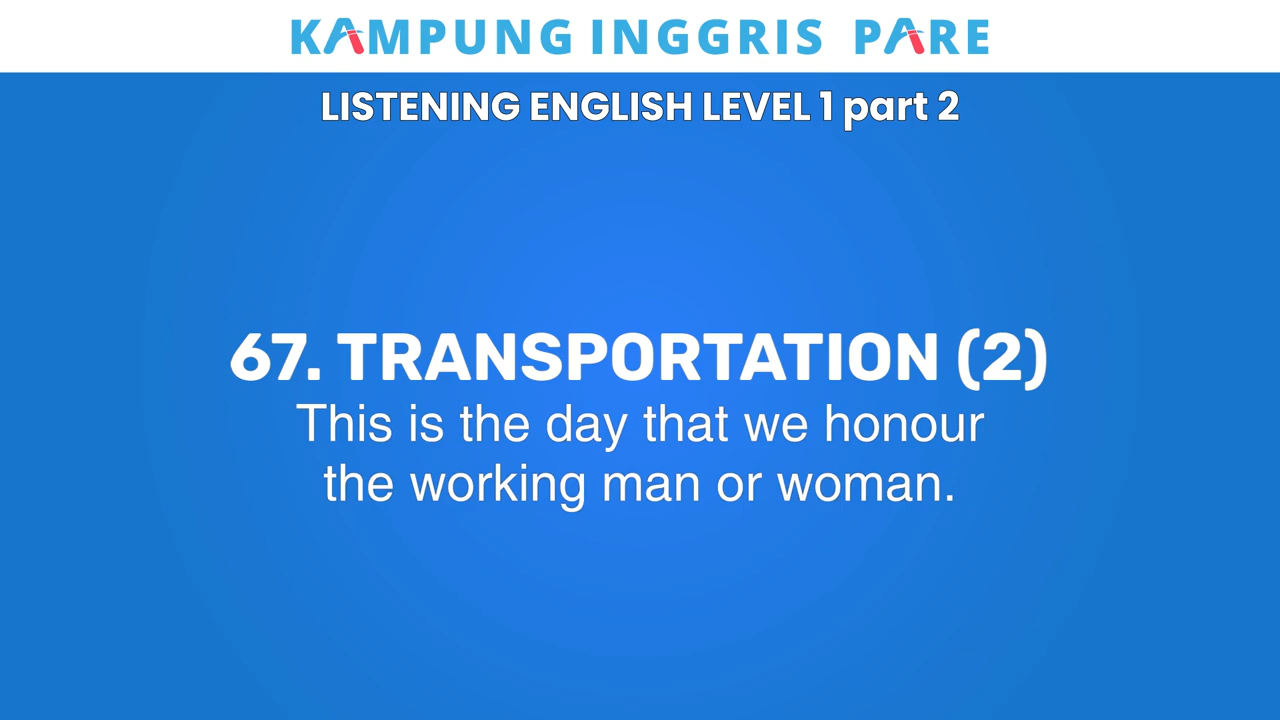 KAMPUNG INGGRIS PARE
LISTENING ENGLISH LEVEL 1 part 2
67. TRANSPORTATION (2)
This is the day that we honour
the working man or woman.